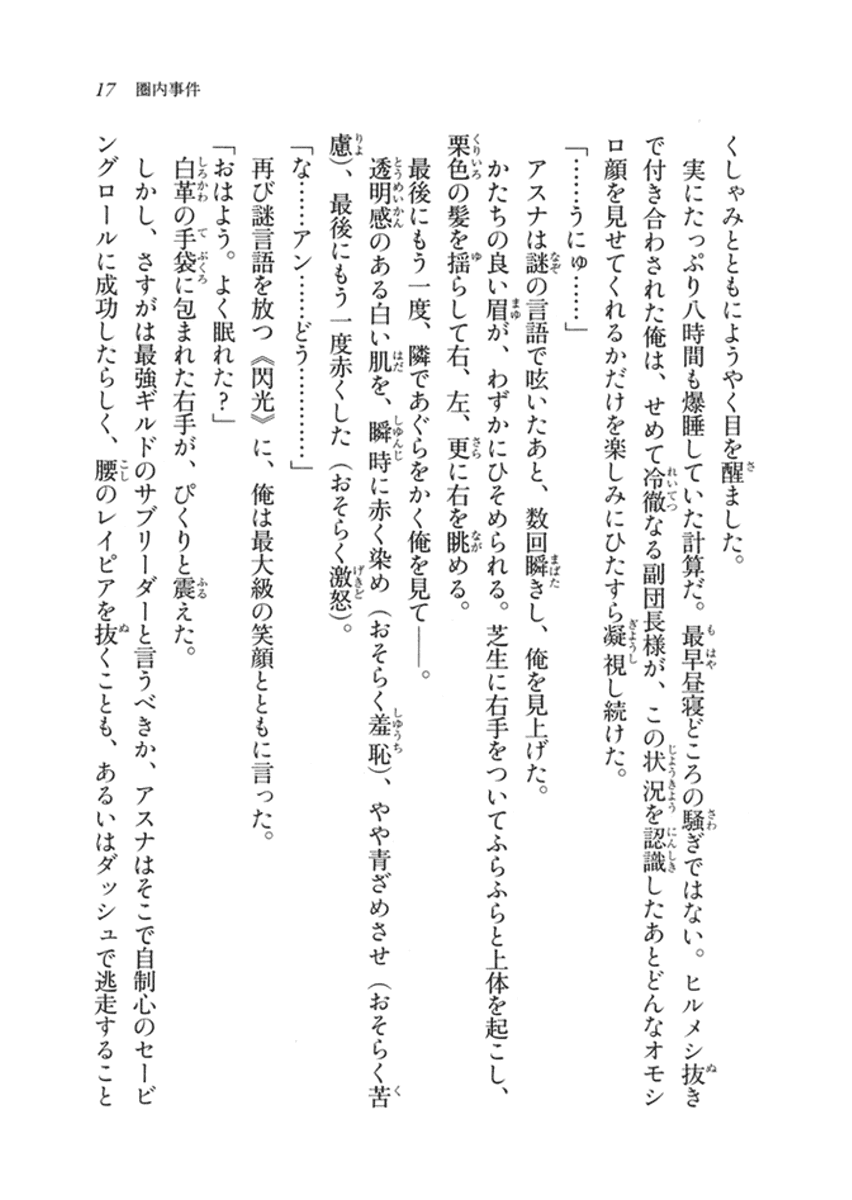 17 圏内事件
くしゃみとともにようやく目を醒ました。
実にたっぷり八時間も爆睡していた計算だ。最早昼寝どころの騒ぎではない。ヒルメシ抜き
で付き合わされた俺は、せめて冷徹なる副団長様が、この状況を認識したあとどんなオモシ
ロ顔を見せてくれるかだけを楽しみにひたすら凝視し続けた。
「……うにゅ……」
アスナは謎の言語で呟いたあと、数回瞬きし、俺を見上げた。
かたちの良い眉が、わずかにひそめられる。芝生に右手をついてふらふらと上体を起こし、
栗色の髪を揺らして右、左、更に右を眺める。
最後にもう一度、隣であぐらをかく俺を見て――。
透明感のある白い肌を、瞬時に赤く染め（おそらく羞恥）、やや青ざめさせ（おそらく苦
慮）、最後にもう一度赤くした（おそらく激怒）。
「な……アン……どう…………」
再び謎言語を放つ《閃光》に、俺は最大級の笑顔とともに言った。
「おはよう。よく眠れた？」
白革の手袋に包まれた右手が、ぴくりと震えた。
しかし、さすがは最強ギルドのサブリーダーと言うべきか、アスナはそこで自制心のセービ
ングロールに成功したらしく、腰のレイピアを抜くことも、あるいはダッシュで逃走すること